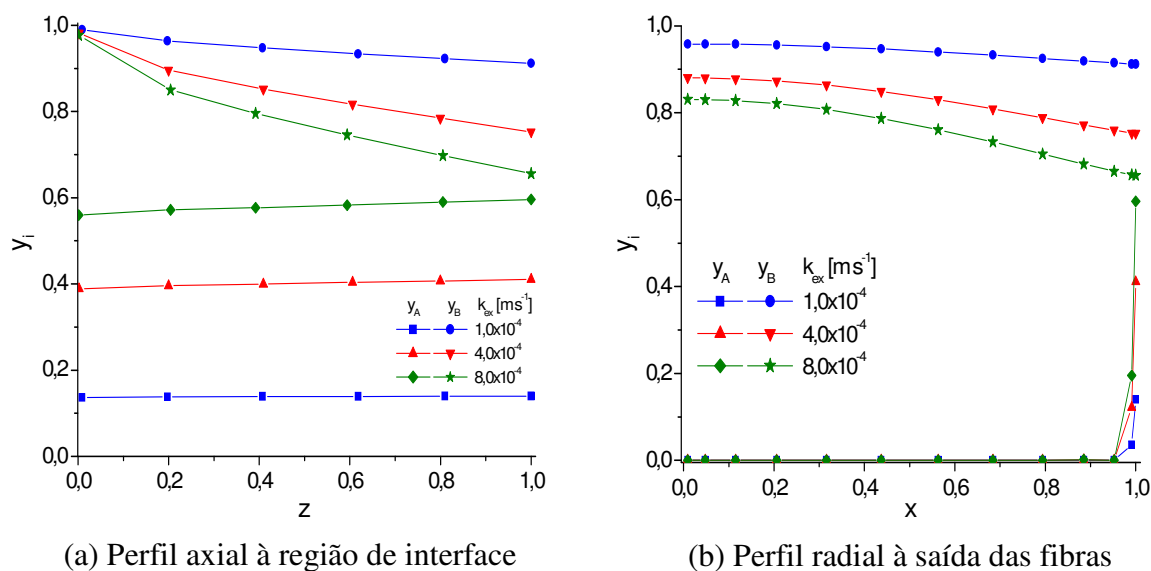 (a)
1,0
0,8
0,6
0,4
0,2
0,0
y_i
0,0 0,2 0,4 0,6 0,8 1,0
z
y_A y_B k_ex [ms⁻¹]
1,0x10⁻⁴
4,0x10⁻⁴
8,0x10⁻⁴
(a) Perfil axial à região de interface
(b)
1,0
0,8
0,6
0,4
0,2
0,0
y_i
0,0 0,2 0,4 0,6 0,8 1,0
x
y_A y_B k_ex [ms⁻¹]
1,0x10⁻⁴
4,0x10⁻⁴
8,0x10⁻⁴
(b) Perfil radial à saída das fibras